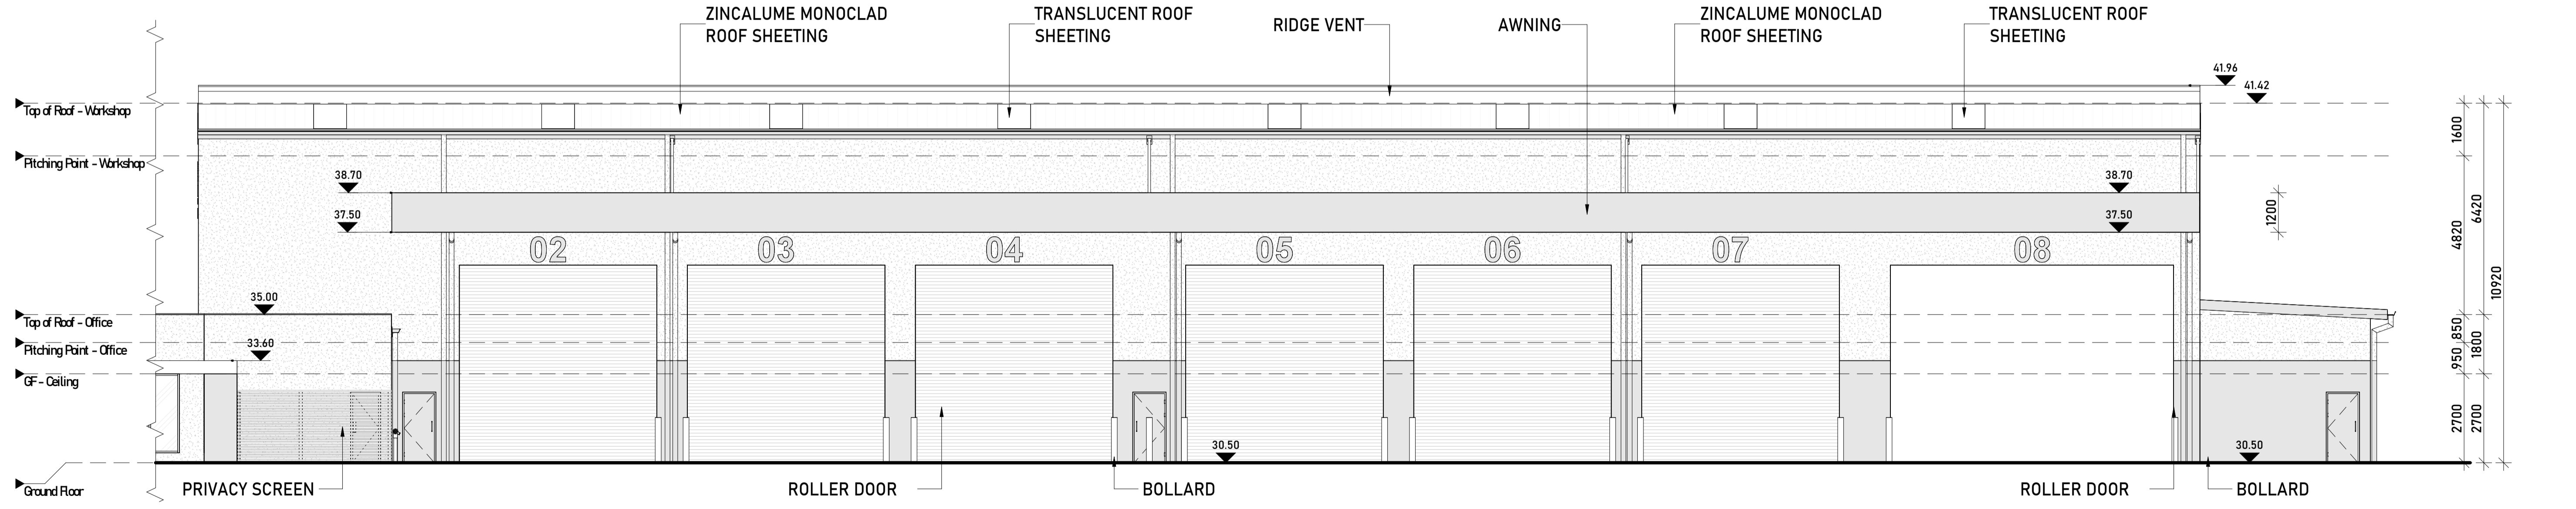 ZINCALUME MONOCLAD
ROOF SHEETING
TRANSLUCENT ROOF
SHEETING
RIDGE VENT
AWNING
ZINCALUME MONOCLAD
ROOF SHEETING
TRANSLUCENT ROOF
SHEETING
41.96
41.42
Top of Roof - Workshop
Pitching Point - Workshop
1600
38.70
38.70
37.50
37.50
1200
4820
6420
10920
02
03
04
05
06
07
08
35.00
Top of Roof - Office
33.60
Pitching Point - Office
GF - Ceiling
850
950
1800
2700
2700
30.50
30.50
Ground Floor
PRIVACY SCREEN
ROLLER DOOR
BOLLARD
ROLLER DOOR
BOLLARD